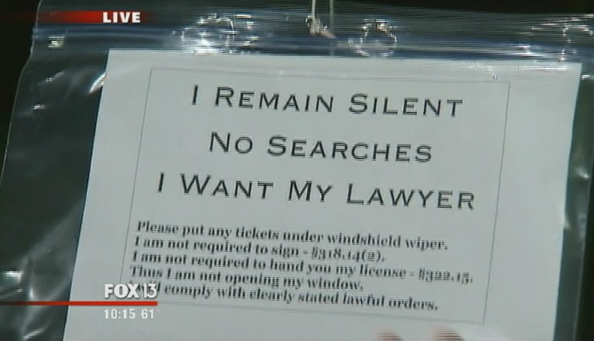 LIVE
I REMAIN SILENT
NO SEARCHES
I WANT MY LAWYER
Please put any tickets under windshield wiper.
I am not required to sign - §318.14(2).
I am not required to hand you my license - §322.15.
Thus I am not opening my window.
comply with clearly stated lawful orders.
FOX 13
10:15 61